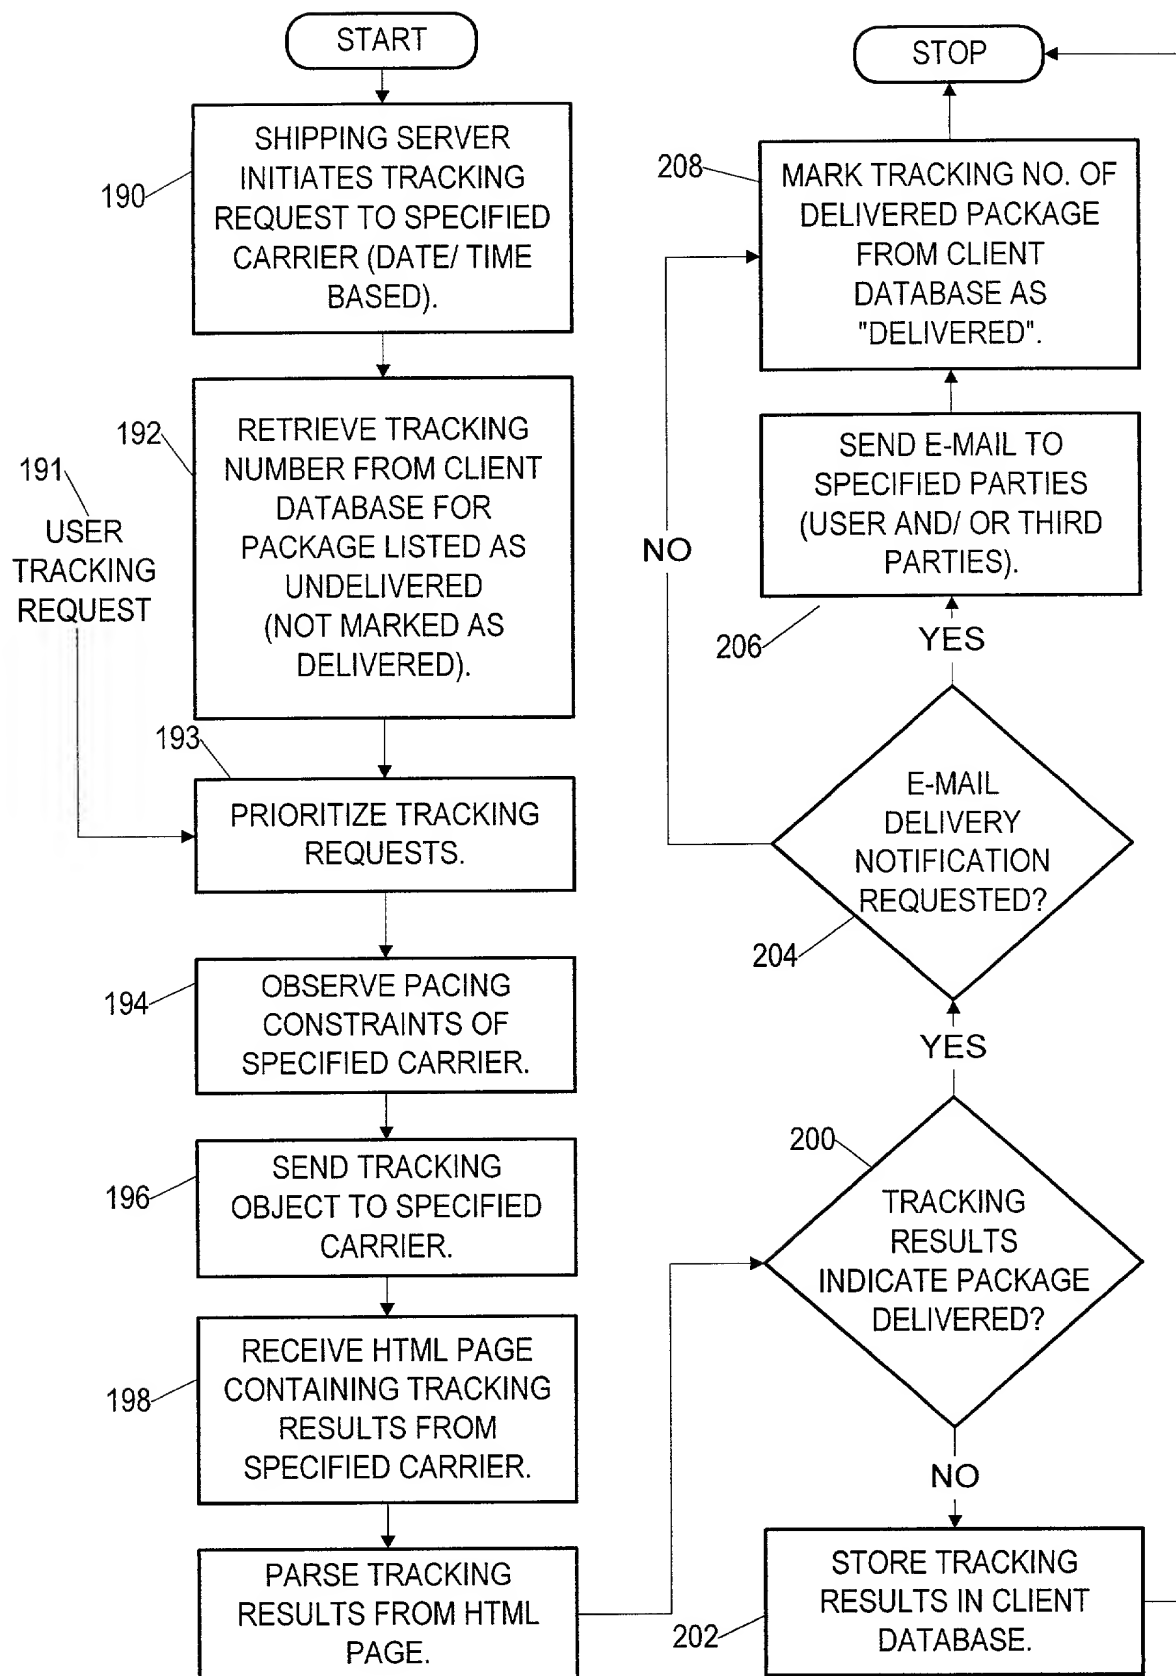 START
190
SHIPPING SERVER
INITIATES TRACKING
REQUEST TO SPECIFIED
CARRIER (DATE/ TIME
BASED).
192
RETRIEVE TRACKING
NUMBER FROM CLIENT
DATABASE FOR
PACKAGE LISTED AS
UNDELIVERED
(NOT MARKED AS
DELIVERED).
191
USER
TRACKING
REQUEST
193
PRIORITIZE TRACKING
REQUESTS.
194
OBSERVE PACING
CONSTRAINTS OF
SPECIFIED CARRIER.
196
SEND TRACKING
OBJECT TO SPECIFIED
CARRIER.
198
RECEIVE HTML PAGE
CONTAINING TRACKING
RESULTS FROM
SPECIFIED CARRIER.
PARSE TRACKING
RESULTS FROM HTML
PAGE.
STOP
208
MARK TRACKING NO. OF
DELIVERED PACKAGE
FROM CLIENT
DATABASE AS
"DELIVERED".
SEND E-MAIL TO
SPECIFIED PARTIES
(USER AND/ OR THIRD
PARTIES).
206
NO
YES
E-MAIL
DELIVERY
NOTIFICATION
REQUESTED?
204
YES
200
TRACKING
RESULTS
INDICATE PACKAGE
DELIVERED?
NO
STORE TRACKING
RESULTS IN CLIENT
DATABASE.
202